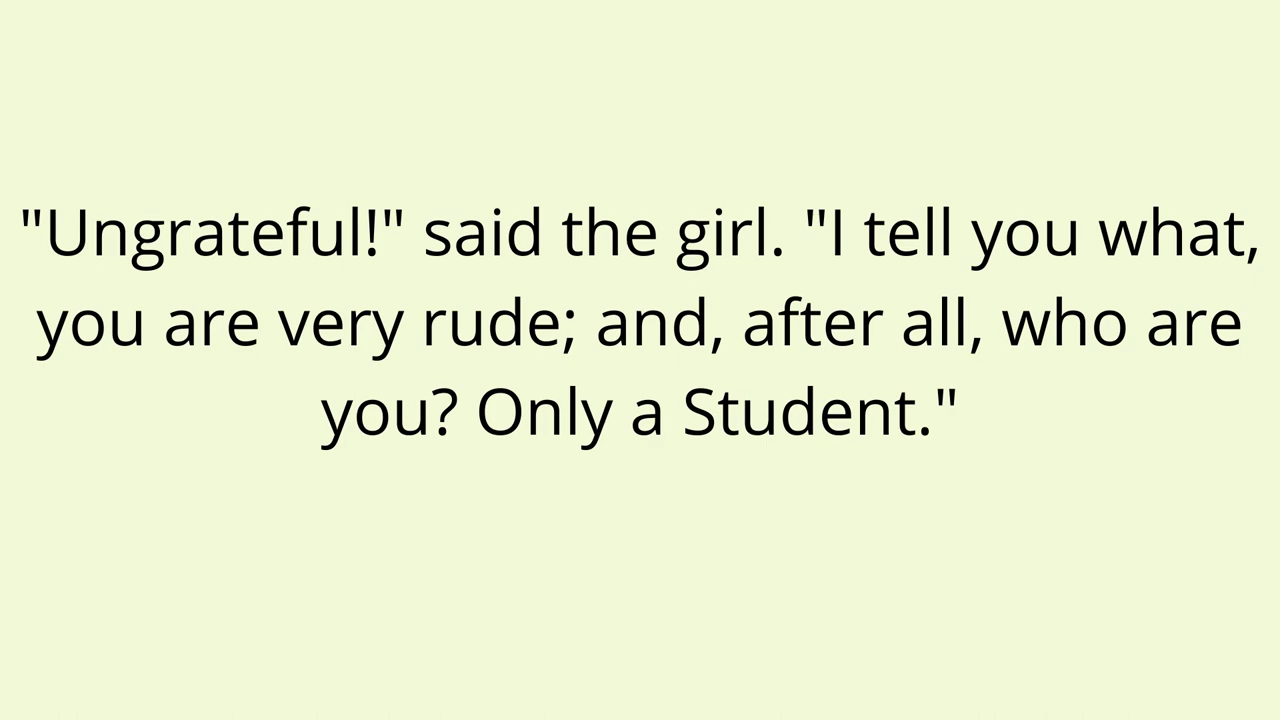 "Ungrateful!" said the girl. "I tell you what,
you are very rude; and, after all, who are
you? Only a Student."